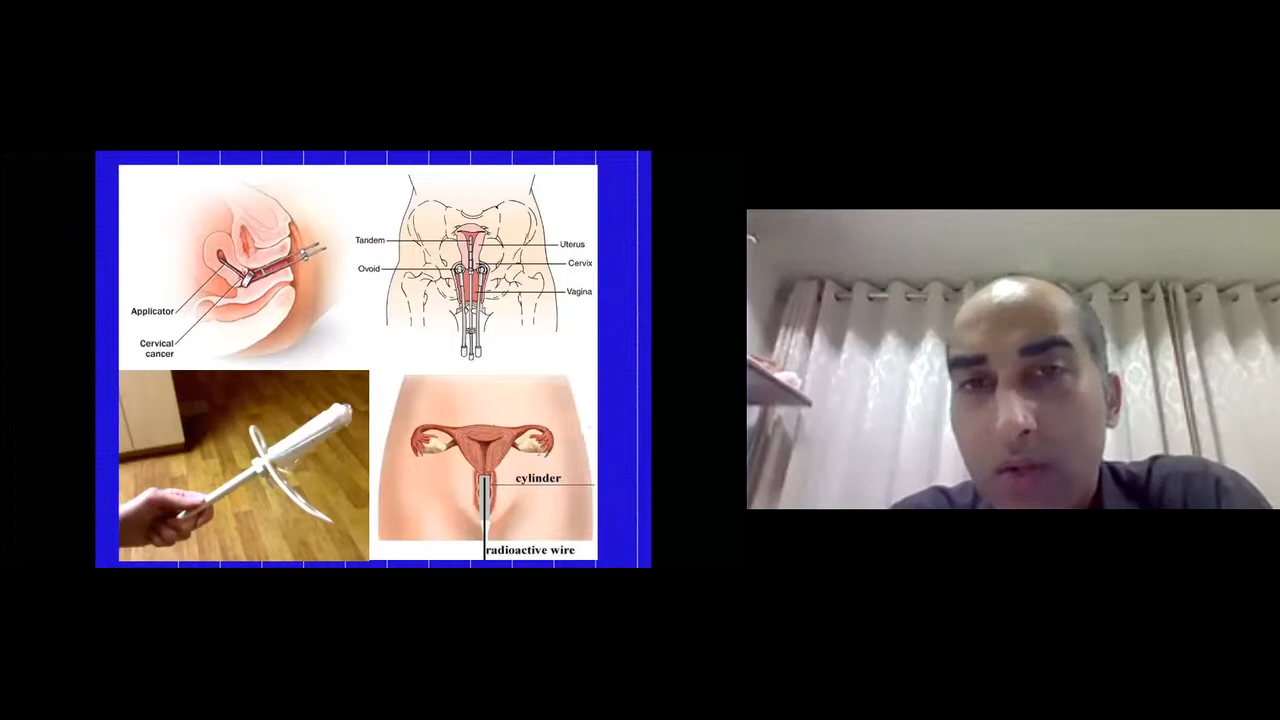 Applicator
Cervical
cancer
Tandem
Ovoid
Uterus
Cervix
Vagina
cylinder
radioactive wire